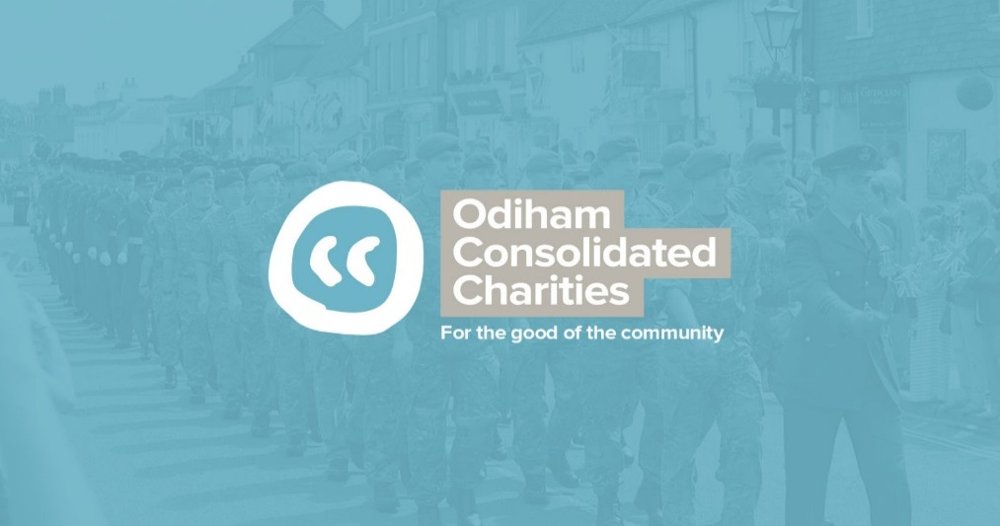 Odiham
Consolidated
Charities
For the good of the community